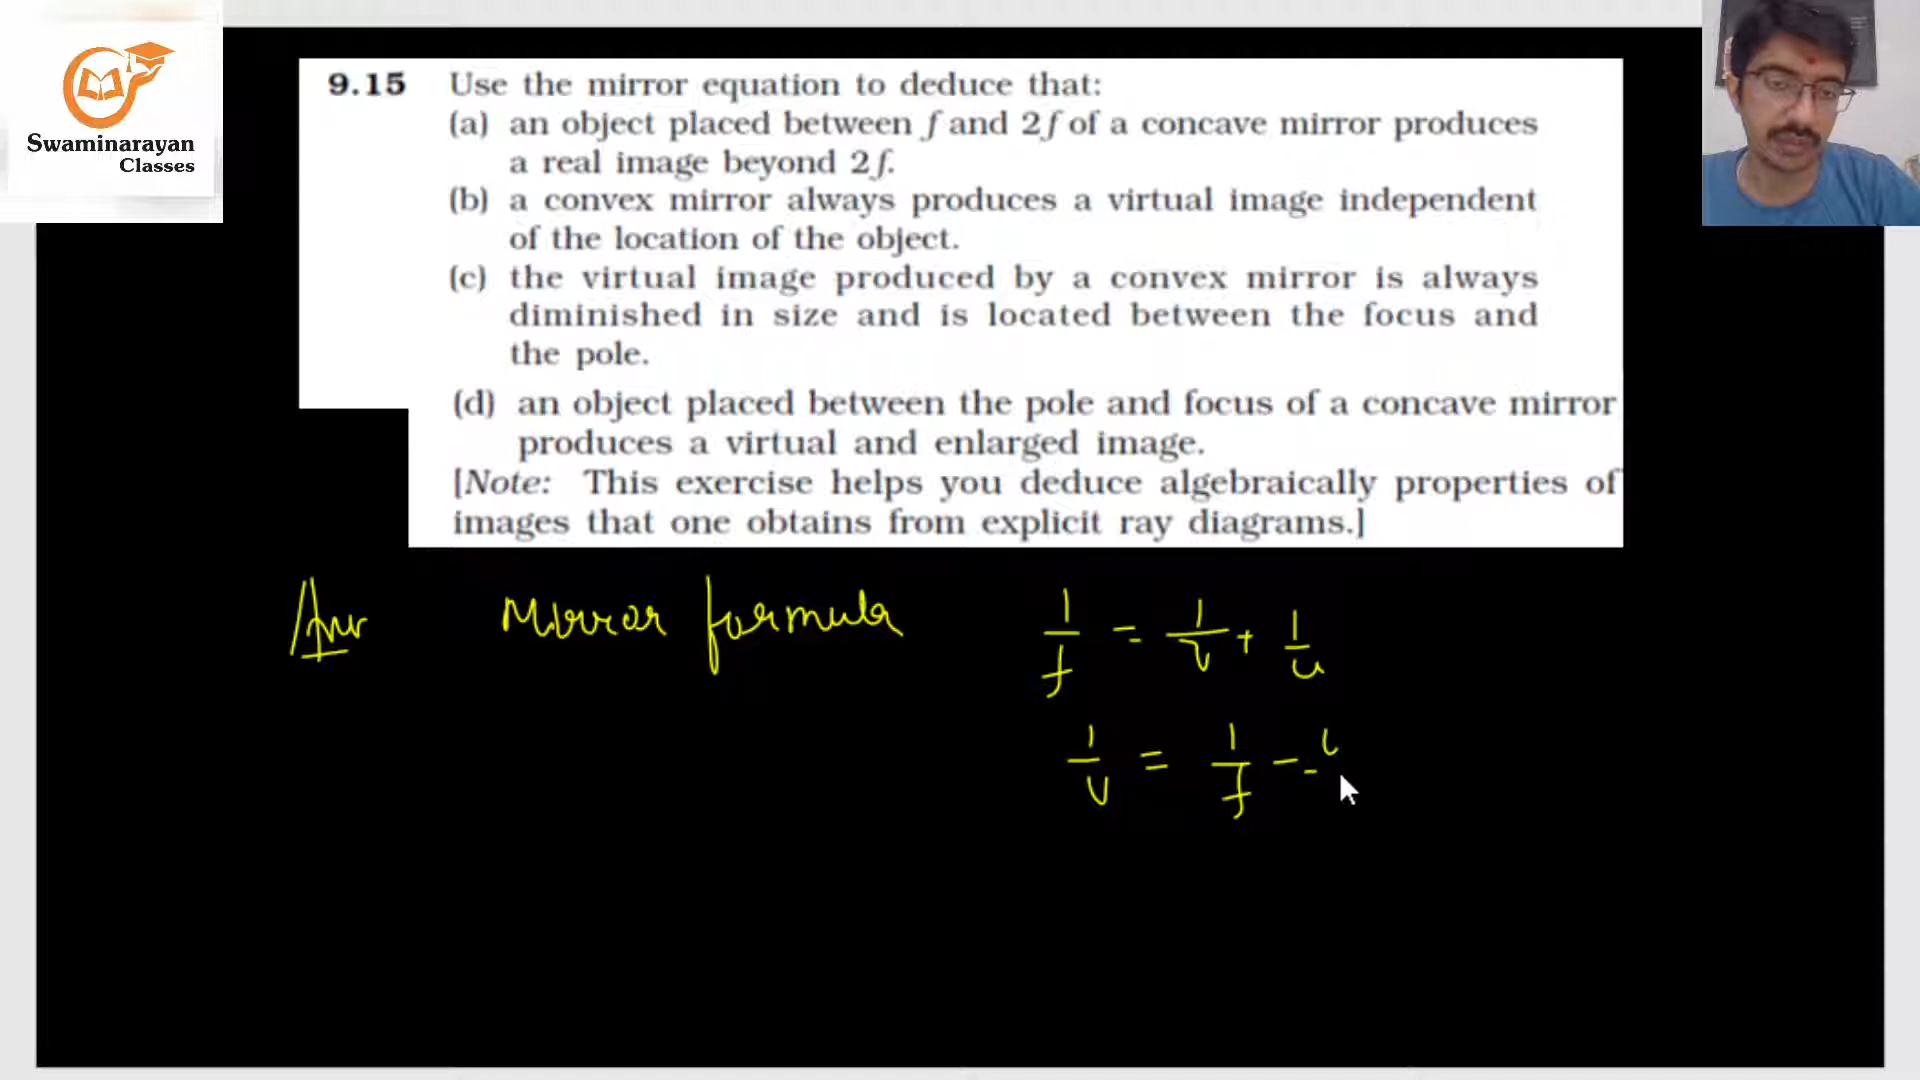 Swaminarayan
Classes
9.15 Use the mirror equation to deduce that:
(a) an object placed between f and 2f of a concave mirror produces
a real image beyond 2f.
(b) a convex mirror always produces a virtual image independent
of the location of the object.
(c) the virtual image produced by a convex mirror is always
diminished in size and is located between the focus and
the pole.
(d) an object placed between the pole and focus of a concave mirror
produces a virtual and enlarged image.
[Note: This exercise helps you deduce algebraically properties of
images that one obtains from explicit ray diagrams.]
Ans Mirror formula 1/f = 1/v + 1/u
1/v = 1/f -